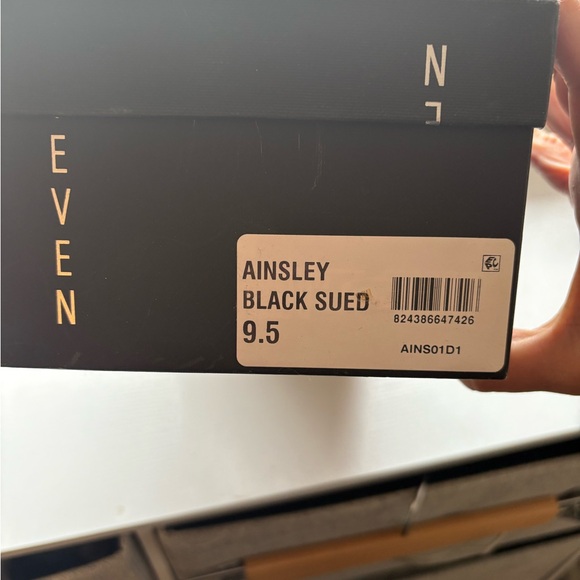 N
EVEN
AINSLEY
BLACK SUED
9.5
824386647426
AINS01D1